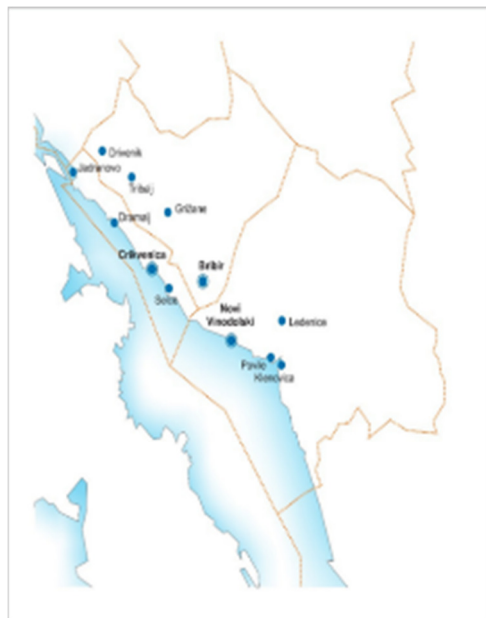 Drivenik
Jadranovo
Tribalj
Grižane
Dramalj
Crikvenica
Bribir
Selce
Novi
Vinodolski
Ledenice
Povile
Klenovica